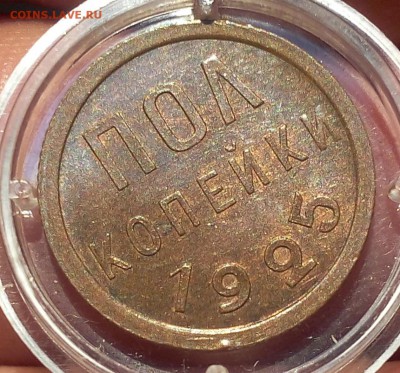 COINS.LAVE.RU
ПОЛ
КОПЕЙКИ
1925